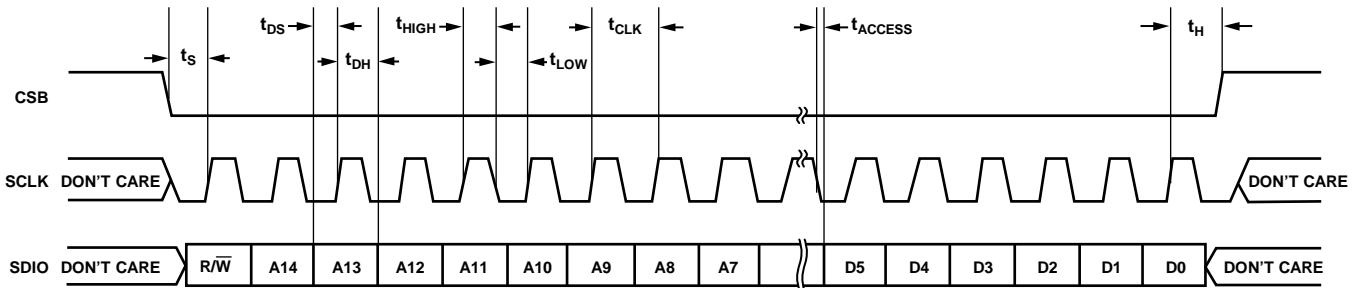 tDS tHIGH tCLK tACCESS tH
tS tDH tLOW
CSB
SCLK DON'T CARE DON'T CARE
SDIO DON'T CARE R/W̅ A14 A13 A12 A11 A10 A9 A8 A7 D5 D4 D3 D2 D1 D0 DON'T CARE